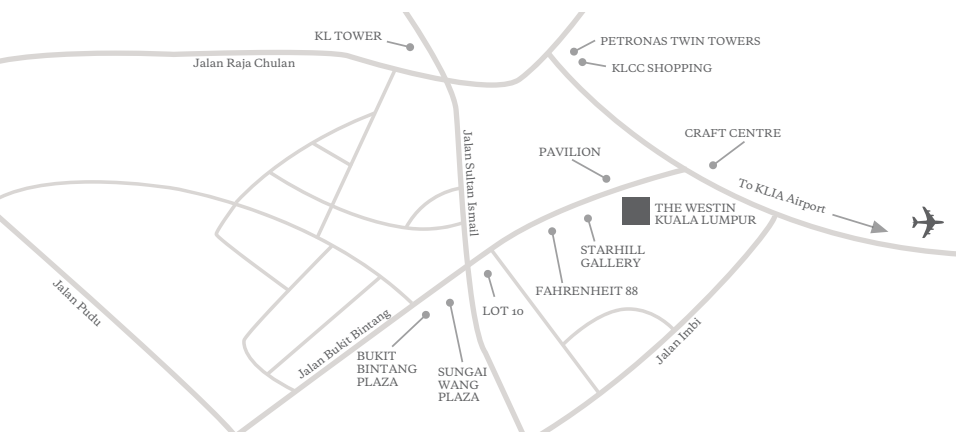 KL TOWER
PETRONAS TWIN TOWERS
Jalan Raja Chulan
KLCC SHOPPING
CRAFT CENTRE
PAVILION
Jalan Sultan Ismail
To KLIA Airport
THE WESTIN
KUALA LUMPUR
STARHILL
GALLERY
FAHRENHEIT 88
Jalan Pudu
LOT 10
Jalan Bukit Bintang
Jalan Imbi
BUKIT
BINTANG
PLAZA
SUNGAI
WANG
PLAZA